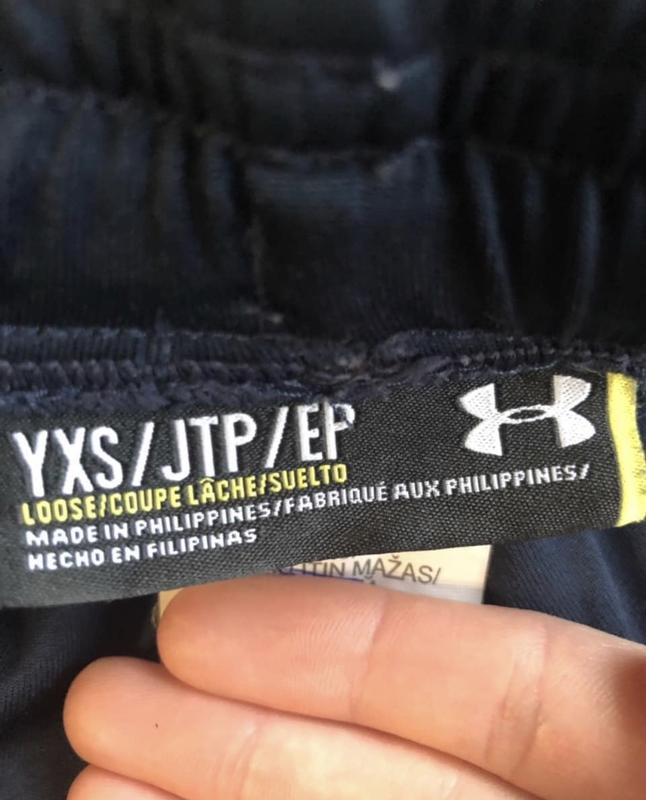 YXS/JTP/EP
LOOSE/COUPE LÂCHE/SUELTO
MADE IN PHILIPPINES/FABRIQUÉ AUX PHILIPPINES/
HECHO EN FILIPINAS
MAŽAS/